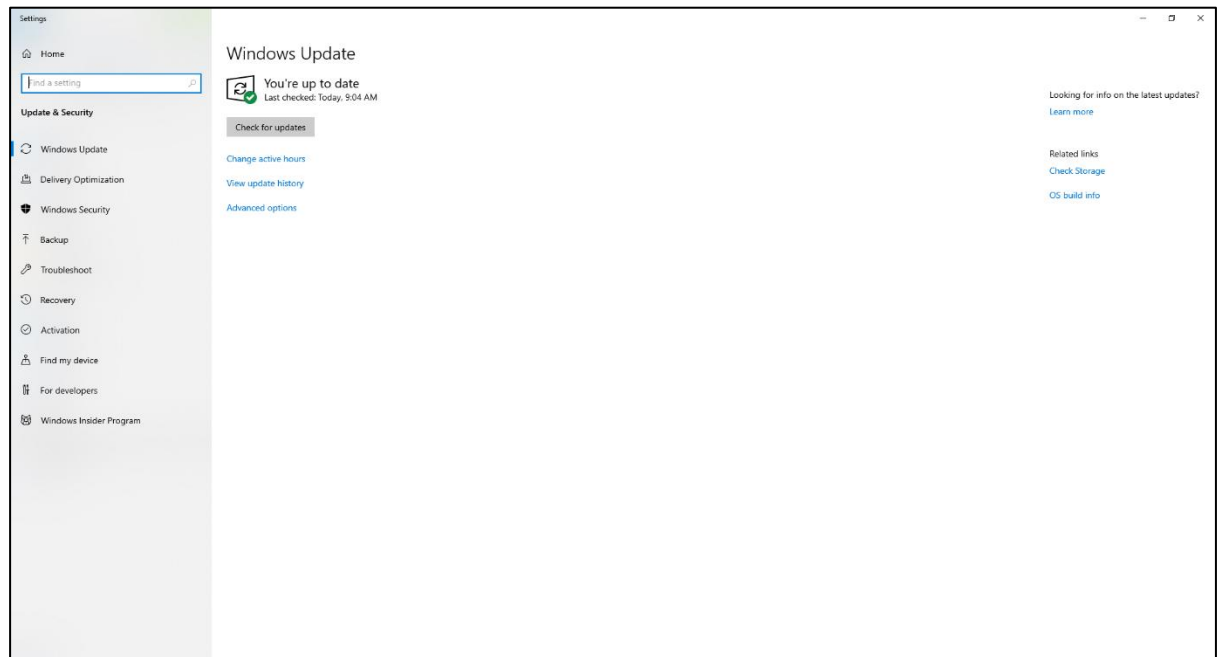 Settings
Home
Find a setting
Update & Security
Windows Update
Delivery Optimization
Windows Security
Backup
Troubleshoot
Recovery
Activation
Find my device
For developers
Windows Insider Program
Windows Update
You're up to date
Last checked: Today, 9:04 AM
Check for updates
Change active hours
View update history
Advanced options
Looking for info on the latest updates?
Learn more
Related links
Check Storage
OS build info